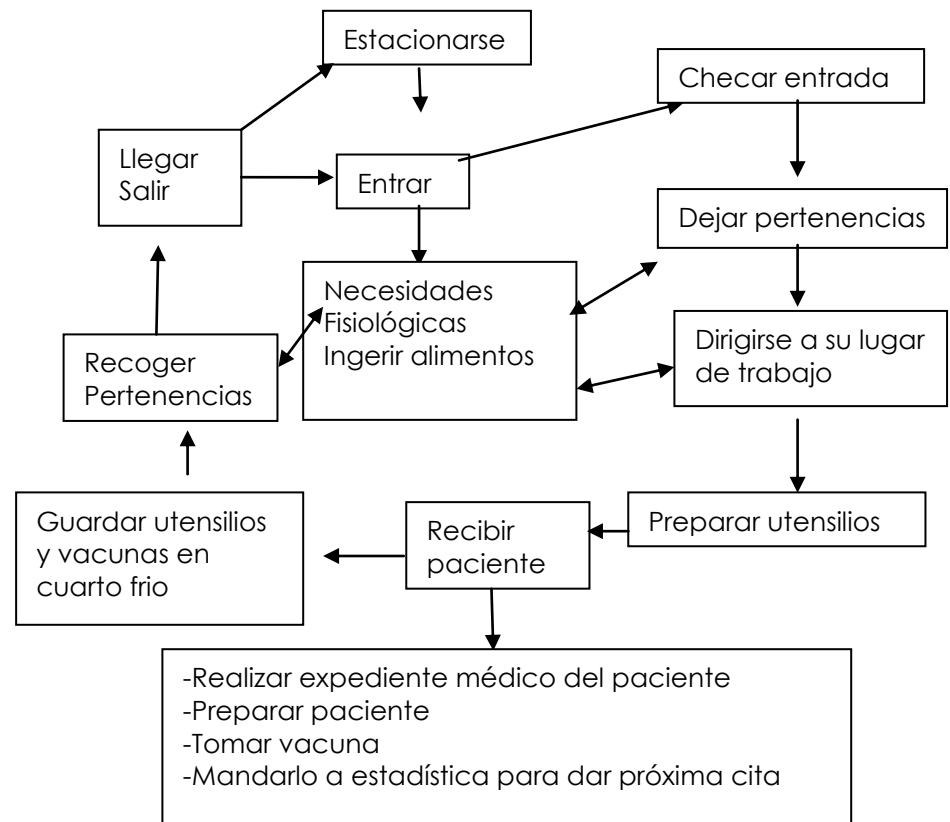 Estacionarse
Checar entrada
Llegar
Salir
Entrar
Dejar pertenencias
Necesidades
Fisiológicas
Ingerir alimentos
Dirigirse a su lugar
de trabajo
Recoger
Pertenencias
Guardar utensilios
y vacunas en
cuarto frio
Recibir
paciente
Preparar utensilios
-Realizar expediente médico del paciente
-Preparar paciente
-Tomar vacuna
-Mandarlo a estadística para dar próxima cita